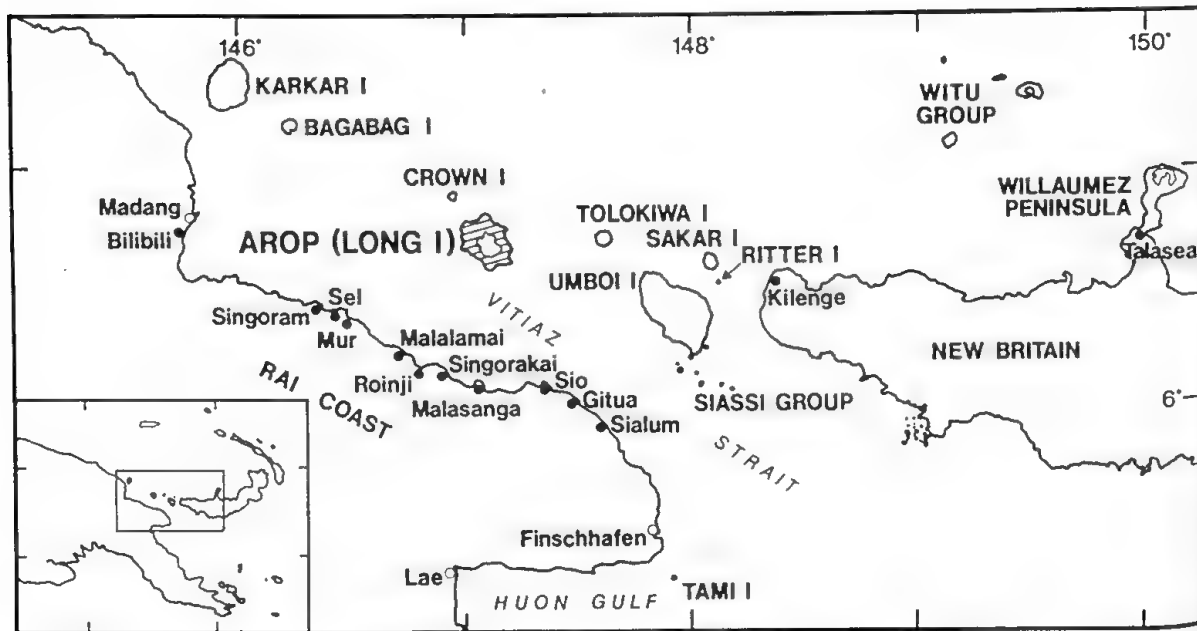 146°
148°
150°
KARKAR I
BAGABAG I
WITU
GROUP
CROWN I
WILLAUMEZ
PENINSULA
Madang
Bilibili
AROP (LONG I)
TOLOKIWA I
SAKAR I
RITTER I
Talasea
UMBOI I
Kilenge
Singoram
Sel
Mur
VITIAZ
Malalamai
Singorakai
NEW BRITAIN
RAI
COAST
Roinji
Malasanga
Sio
Gitua
Sialum
SIASSI GROUP
6°
STRAIT
Finschhafen
Lae
HUON GULF
TAMI I